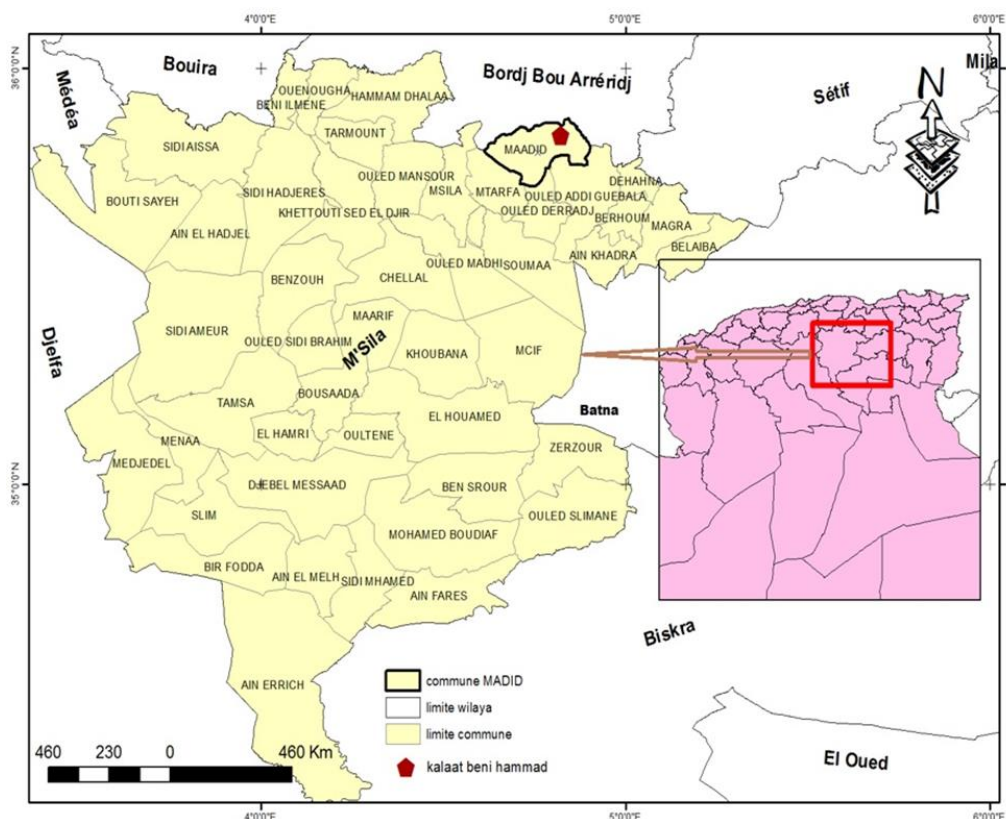 4°0'0"E 5°0'0"E 6°0'0"E
36°0'0"N
Médéa
Bouira
Bordj Bou Arréridj
Sétif
Mila
N
OUENOUGHA
BENI ILMENE
HAMMAM DHALAA
TARMOUNT
SIDI AISSA
MAADID
OULED MANSOUR
MSILA
MTARFA
DEHAHNA
OULED ADDI GUEBALA
BOUTI SAYEH
SIDI HADJERES
KHETTOUTI SED EL DJIR
OULED DERRADJ
BERHOUM
MAGRA
AIN EL HADJEL
BELAIBA
AIN KHADRA
OULED MADHI
SOUMAA
BENZOUH
CHELLAL
MAARIF
SIDI AMEUR
OULED SIDI BRAHIM
M'Sila
KHOUBANA
MCIF
Djelfa
BOUSAADA
TAMSA
EL HOUAMED
Batna
EL HAMRI
OULTENE
MENAA
ZERZOUR
MEDJEDEL
35°0'0"N
DJEBEL MESSAAD
BEN SROUR
SLIM
OULED SLIMANE
MOHAMED BOUDIAF
BIR FODDA
AIN EL MELH
SIDI MHAMED
AIN FARES
Biskra
AIN ERRICH
commune MADID
limite wilaya
limite commune
kalaat beni hammad
460 230 0 460 Km
El Oued
4°0'0"E 5°0'0"E 6°0'0"E